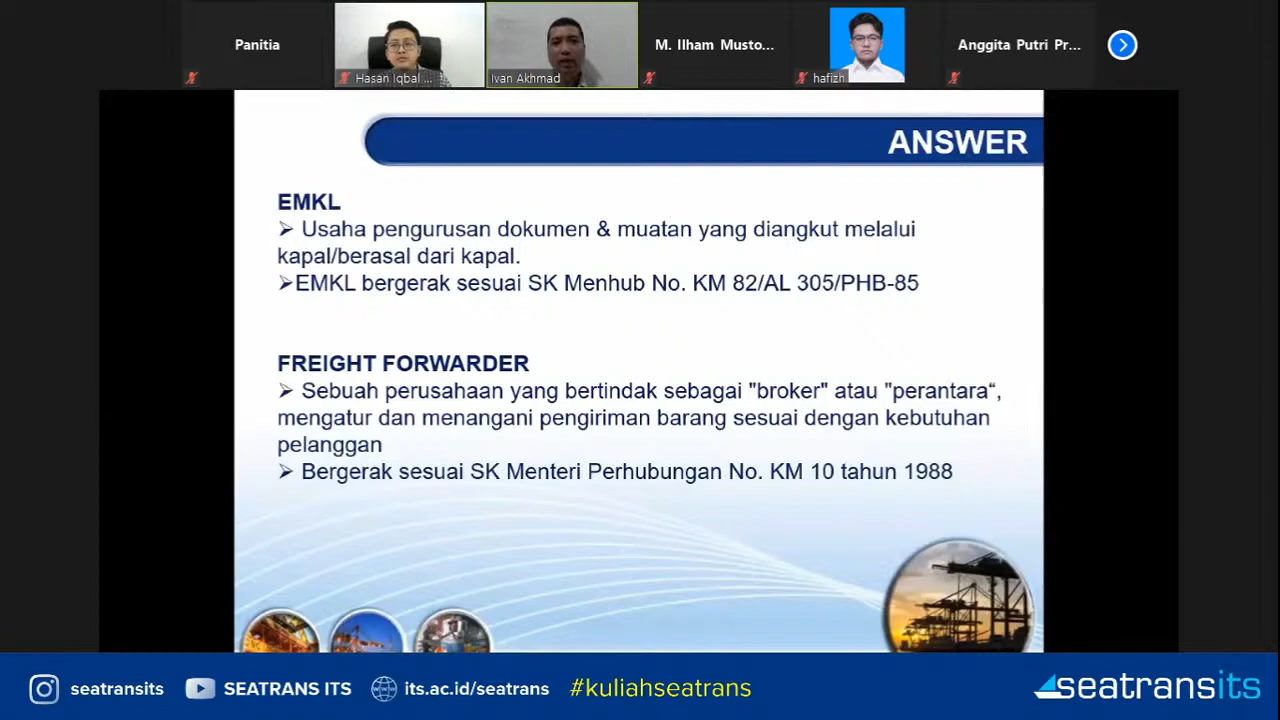 Panitia
Hasan Iqbal ...
Ivan Akhmad
M. Ilham Musto...
hafizh
Anggita Putri Pr...
ANSWER
EMKL
➢ Usaha pengurusan dokumen & muatan yang diangkut melalui
kapal/berasal dari kapal.
➢EMKL bergerak sesuai SK Menhub No. KM 82/AL 305/PHB-85
FREIGHT FORWARDER
➢ Sebuah perusahaan yang bertindak sebagai "broker" atau "perantara“,
mengatur dan menangani pengiriman barang sesuai dengan kebutuhan
pelanggan
➢ Bergerak sesuai SK Menteri Perhubungan No. KM 10 tahun 1988
seatransits
SEATRANS ITS
its.ac.id/seatrans
#kuliahseatrans
seatransits